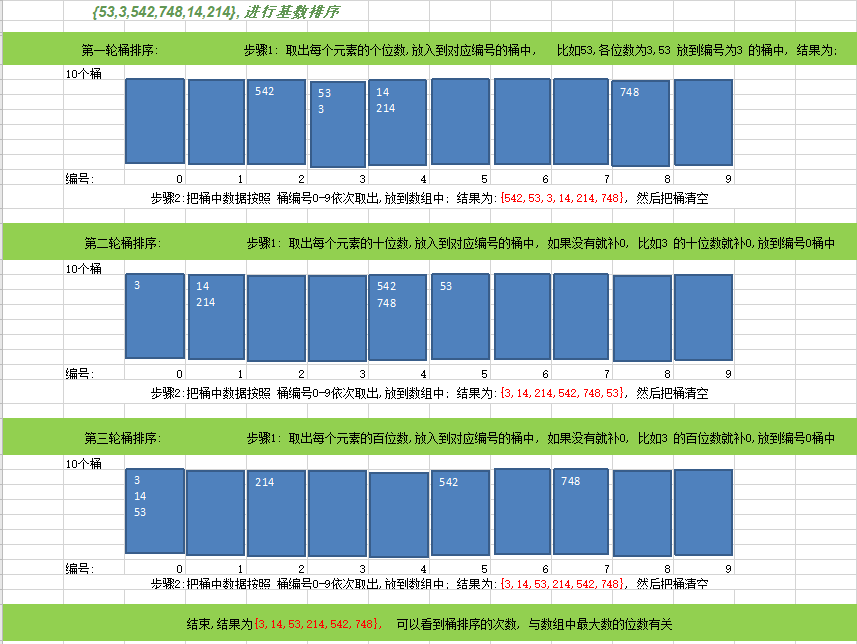 {53,3,542,748,14,214}, 进行基数排序
第一轮桶排序: 步骤1: 取出每个元素的个位数,放入到对应编号的桶中, 比如53,各位数为3,53 放到编号为3 的桶中, 结果为:
10个桶
542 53 14 748
3 214
编号: 0 1 2 3 4 5 6 7 8 9
步骤2:把桶中数据按照 桶编号0-9依次取出,放到数组中; 结果为:{542,53,3,14,214,748}, 然后把桶清空
第二轮桶排序: 步骤1: 取出每个元素的十位数,放入到对应编号的桶中, 如果没有就补0, 比如3 的十位数就补0,放到编号0桶中
10个桶
3 14 542 53
214 748
编号: 0 1 2 3 4 5 6 7 8 9
步骤2:把桶中数据按照 桶编号0-9依次取出,放到数组中; 结果为:{3,14,214,542,748,53}, 然后把桶清空
第三轮桶排序: 步骤1: 取出每个元素的百位数,放入到对应编号的桶中, 如果没有就补0, 比如3 的百位数就补0,放到编号0桶中
10个桶
3 214 542 748
14
53
编号: 0 1 2 3 4 5 6 7 8 9
步骤2:把桶中数据按照 桶编号0-9依次取出,放到数组中; 结果为:{3,14,53,214,542,748}, 然后把桶清空
结束,结果为{3,14,53,214,542,748}, 可以看到桶排序的次数, 与数组中最大数的位数有关